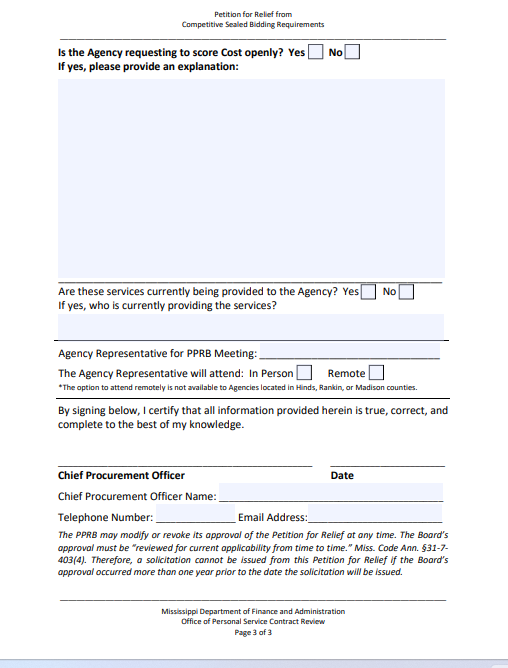 Petition for Relief from
Competitive Sealed Bidding Requirements
Is the Agency requesting to score Cost openly? Yes No
If yes, please provide an explanation:
Are these services currently being provided to the Agency? Yes No
If yes, who is currently providing the services?
Agency Representative for PPRB Meeting:
The Agency Representative will attend: In Person Remote
*The option to attend remotely is not available to Agencies located in Hinds, Rankin, or Madison counties.
By signing below, I certify that all information provided herein is true, correct, and
complete to the best of my knowledge.
Chief Procurement Officer Date
Chief Procurement Officer Name:
Telephone Number: Email Address:
The PPRB may modify or revoke its approval of the Petition for Relief at any time. The Board's
approval must be “reviewed for current applicability from time to time.” Miss. Code Ann. §31-7-
403(4). Therefore, a solicitation cannot be issued from this Petition for Relief if the Board's
approval occurred more than one year prior to the date the solicitation will be issued.
Mississippi Department of Finance and Administration
Office of Personal Service Contract Review
Page 3 of 3